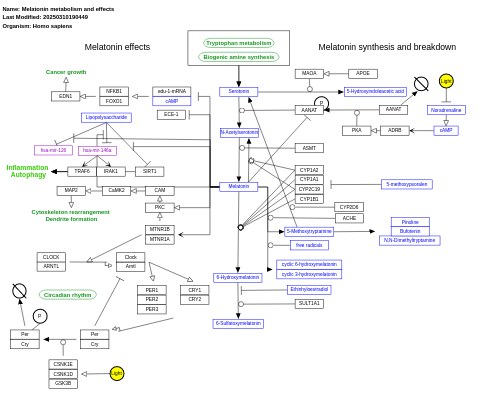 Name: Melatonin metabolism and effects
Last Modified: 20250310190449
Organism: Homo sapiens
Melatonin effects
Melatonin synthesis and breakdown
Tryptophan metabolism
Biogenic amine synthesis
Cancer growth
EDN1
NFKB1
FOXO1
edu-1-mRNA
cAMP
ECE-1
Lipopolysaccharide
hsa-mir-126
hsa-mir-146a
Inflammation
Autophagy
TRAF6
IRAK1
SIRT1
MAP2
CaMK2
CAM
PKC
Cytoskeleton rearrangement
Dendrite formation
MTNR1B
MTNR1A
CLOCK
ARNTL
Clock
Arntl
PER1
PER2
PER3
CRY1
CRY2
Circadian rhythm
P
Per
Cry
Per
Cry
CSNK1E
CSNK1D
GSK3B
Light
Serotonin
MAOA
APOE
5-Hydroxyindoleacetic acid
P
AANAT
AANAT
Light
Noradrenaline
PKA
ADRB
cAMP
N-Acetylserotonin
ASMT
Melatonin
CYP1A2
CYP1A1
CYP2C19
CYP1B1
5-methoxypsoralen
CYP2D6
ACHE
5-Methoxytryptamine
Pinoline
Bufotenin
N,N-Dimethyltryptamine
free radicals
cyclic 6-hydroxymelatonin
cyclic 3-hydroxymelatonin
6-Hydroxymelatonin
Ethinylestradiol
SULT1A1
6-Sulfatoxymelatonin